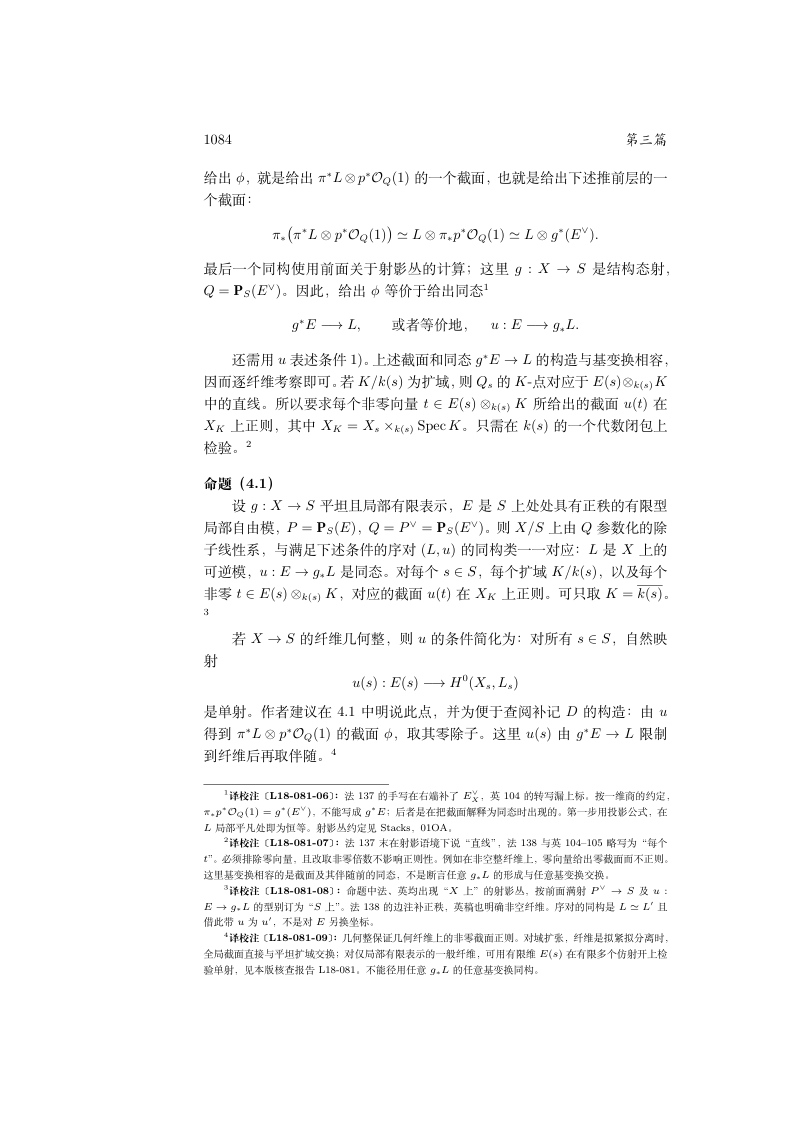 1084 第三篇
给出 ϕ，就是给出 π*L ⊗ p*𝒪_Q(1) 的一个截面，也就是给出下述推前层的一
个截面：
π_*(π*L ⊗ p*𝒪_Q(1)) ≃ L ⊗ π_*p*𝒪_Q(1) ≃ L ⊗ g*(E^∨).
最后一个同构使用前面关于射影丛的计算；这里 g : X → S 是结构态射，
Q = 𝐏_S(E^∨)。因此，给出 ϕ 等价于给出同态¹
g*E ⟶ L, 或者等价地， u : E ⟶ g_*L.
还需用 u 表述条件 1)。上述截面和同态 g*E → L 的构造与基变换相容，
因而逐纤维考察即可。若 K/k(s) 为扩域，则 Q_s 的 K-点对应于 E(s)⊗_{k(s)}K
中的直线。所以要求每个非零向量 t ∈ E(s) ⊗_{k(s)} K 所给出的截面 u(t) 在
X_K 上正则，其中 X_K = X_s ×_{k(s)} Spec K。只需在 k(s) 的一个代数闭包上
检验。²
命题（4.1）
设 g : X → S 平坦且局部有限表示，E 是 S 上处处具有正秩的有限型
局部自由模，P = 𝐏_S(E)，Q = P^∨ = 𝐏_S(E^∨)。则 X/S 上由 Q 参数化的除
子线性系，与满足下述条件的序对 (L, u) 的同构类一一对应：L 是 X 上的
可逆模，u : E → g_*L 是同态。对每个 s ∈ S，每个扩域 K/k(s)，以及每个
非零 t ∈ E(s) ⊗_{k(s)} K，对应的截面 u(t) 在 X_K 上正则。可只取 K = \overline{k(s)}。
3
若 X → S 的纤维几何整，则 u 的条件简化为：对所有 s ∈ S，自然映
射
u(s) : E(s) ⟶ H⁰(X_s, L_s)
是单射。作者建议在 4.1 中明说此点，并为便于查阅补记 D 的构造：由 u
得到 π*L ⊗ p*𝒪_Q(1) 的截面 ϕ，取其零除子。这里 u(s) 由 g*E → L 限制
到纤维后再取伴随。⁴
¹译校注〔L18-081-06〕：法 137 的手写在右端补了 E_X^∨，英 104 的转写漏上标。按一维商的约定，
π_*p*𝒪_Q(1) = g*(E^∨)，不能写成 g*E；后者是在把截面解释为同态时出现的。第一步用投影公式，在
L 局部平凡处即为恒等。射影丛约定见 Stacks，01OA。
²译校注〔L18-081-07〕：法 137 末在射影语境下说“直线”，法 138 与英 104–105 略写为“每个
t”。必须排除零向量，且改取非零倍数不影响正则性。例如在非空整纤维上，零向量给出零截面而不正则。
这里基变换相容的是截面及其伴随前的同态，不是断言任意 g_*L 的形成与任意基变换交换。
³译校注〔L18-081-08〕：命题中法、英均出现“X 上”的射影丛，按前面满射 P^∨ → S 及 u :
E → g_*L 的型别订为“S 上”。法 138 的边注补正秩，英稿也明确非空纤维。序对的同构是 L ≃ L′ 且
借此带 u 为 u′，不是对 E 另换坐标。
⁴译校注〔L18-081-09〕：几何整保证几何纤维上的非零截面正则。对域扩张，纤维是拟紧拟分离时，
全局截面直接与平坦扩域交换；对仅局部有限表示的一般纤维，可用有限维 E(s) 在有限多个仿射开上检
验单射，见本版核查报告 L18-081。不能径用任意 g_*L 的任意基变换同构。